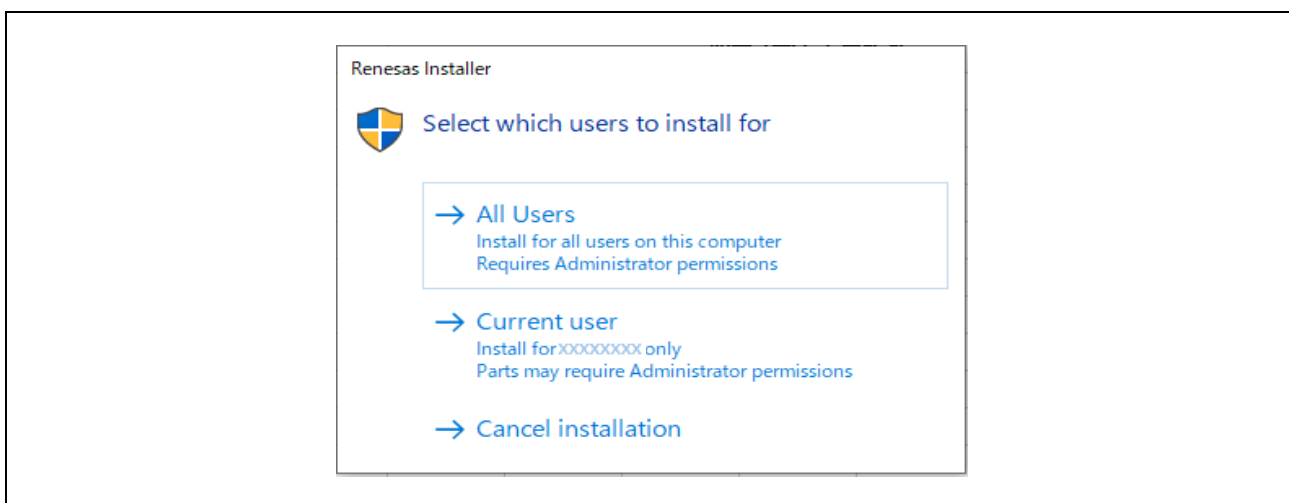 Renesas Installer
Select which users to install for
All Users
Install for all users on this computer
Requires Administrator permissions
Current user
Install for XXXXXXXX only
Parts may require Administrator permissions
Cancel installation